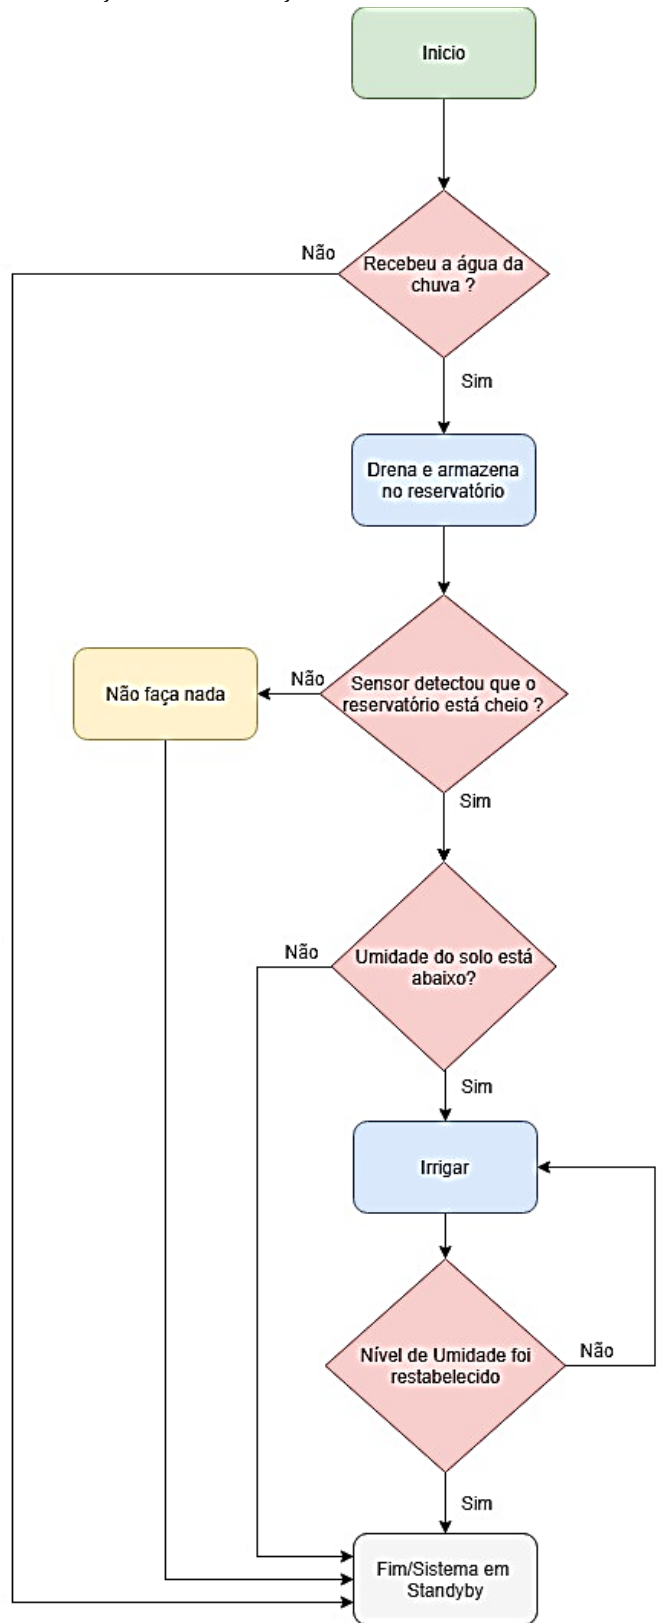 Inicio
Não
Recebeu a água da
chuva ?
Sim
Drena e armazena
no reservatório
Não faça nada
Não
Sensor detectou que o
reservatório está cheio ?
Sim
Não
Umidade do solo está
abaixo?
Sim
Irrigar
Nível de Umidade foi
restabelecido
Não
Sim
Fim/Sistema em
Standyby